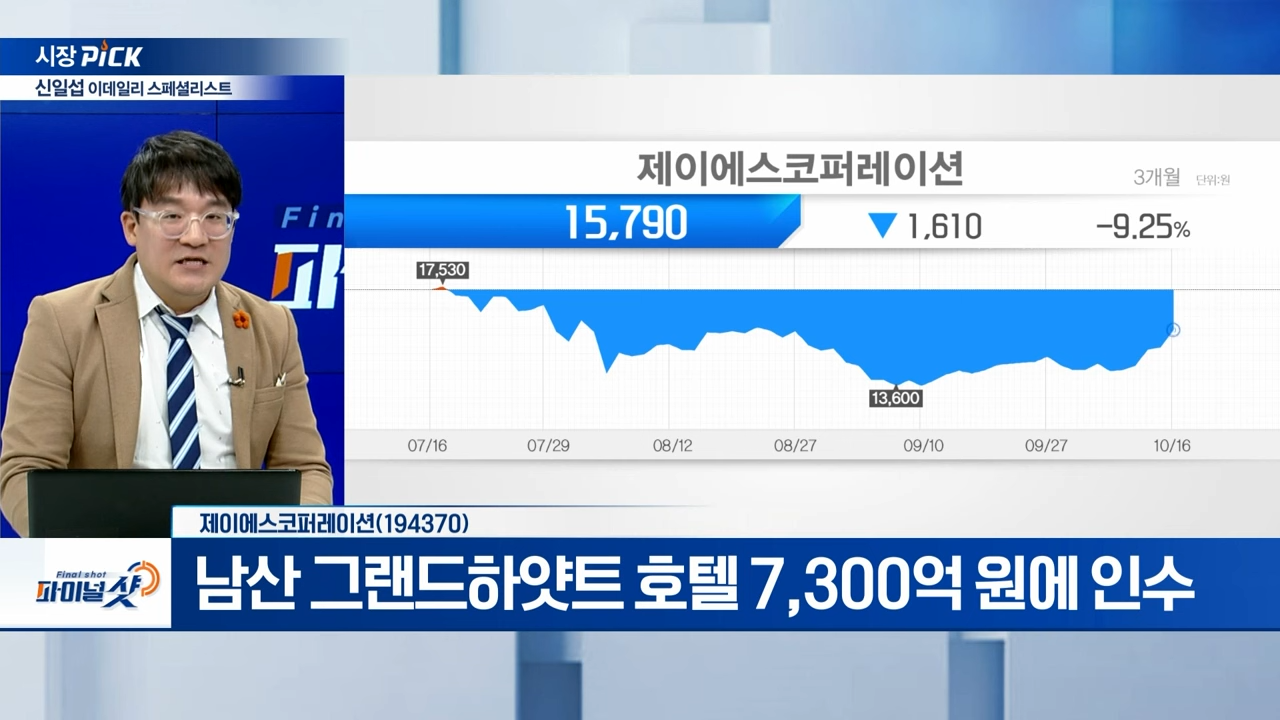 시장 PiCK
신일섭 이데일리 스페셜리스트
Fin
파
제이에스코퍼레이션
3개월 단위:원
15,790 ▼ 1,610 -9.25%
17,530
13,600
07/16 07/29 08/12 08/27 09/10 09/27 10/16
제이에스코퍼레이션(194370)
Final shot
파이널샷
남산 그랜드하얏트 호텔 7,300억 원에 인수